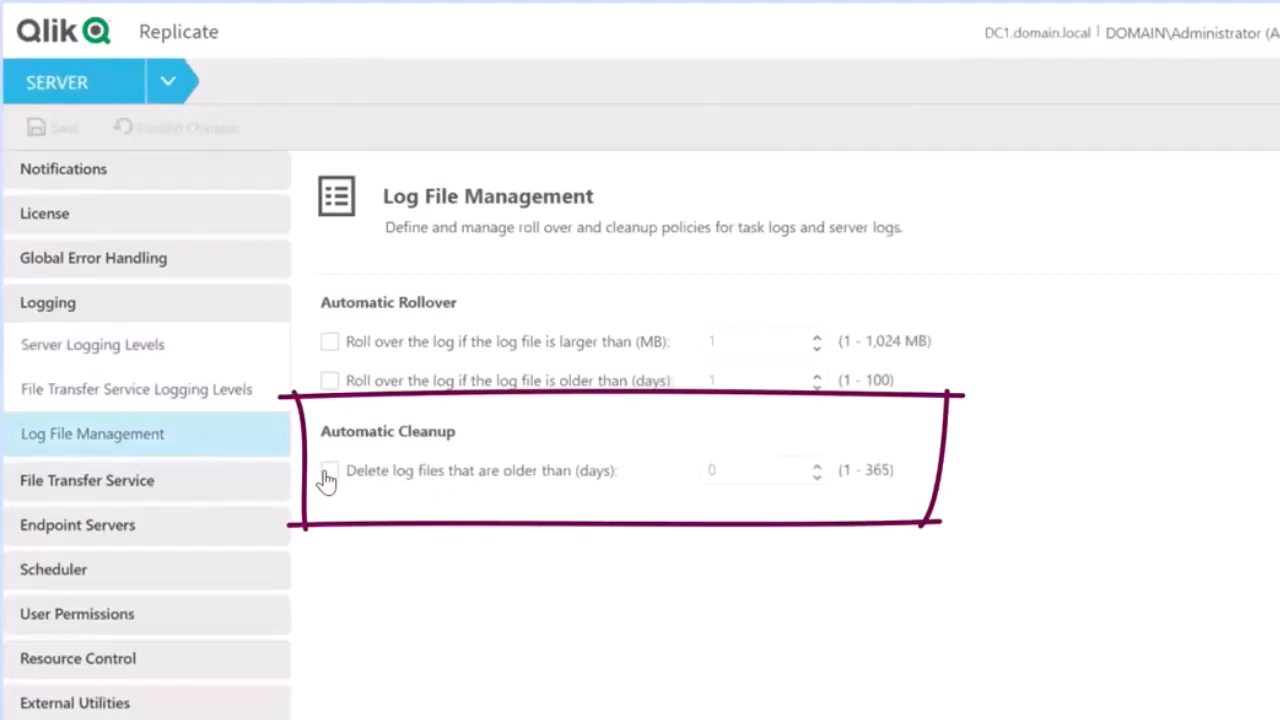 Qlik Replicate
DC1.domain.local | DOMAIN\Administrator (A
SERVER
Save Discard Changes
Notifications
License
Global Error Handling
Logging
Server Logging Levels
File Transfer Service Logging Levels
Log File Management
File Transfer Service
Endpoint Servers
Scheduler
User Permissions
Resource Control
External Utilities
Log File Management
Define and manage roll over and cleanup policies for task logs and server logs.
Automatic Rollover
Roll over the log if the log file is larger than (MB): 1 (1 - 1,024 MB)
Roll over the log if the log file is older than (days): 1 (1 - 100)
Automatic Cleanup
Delete log files that are older than (days): 0 (1 - 365)